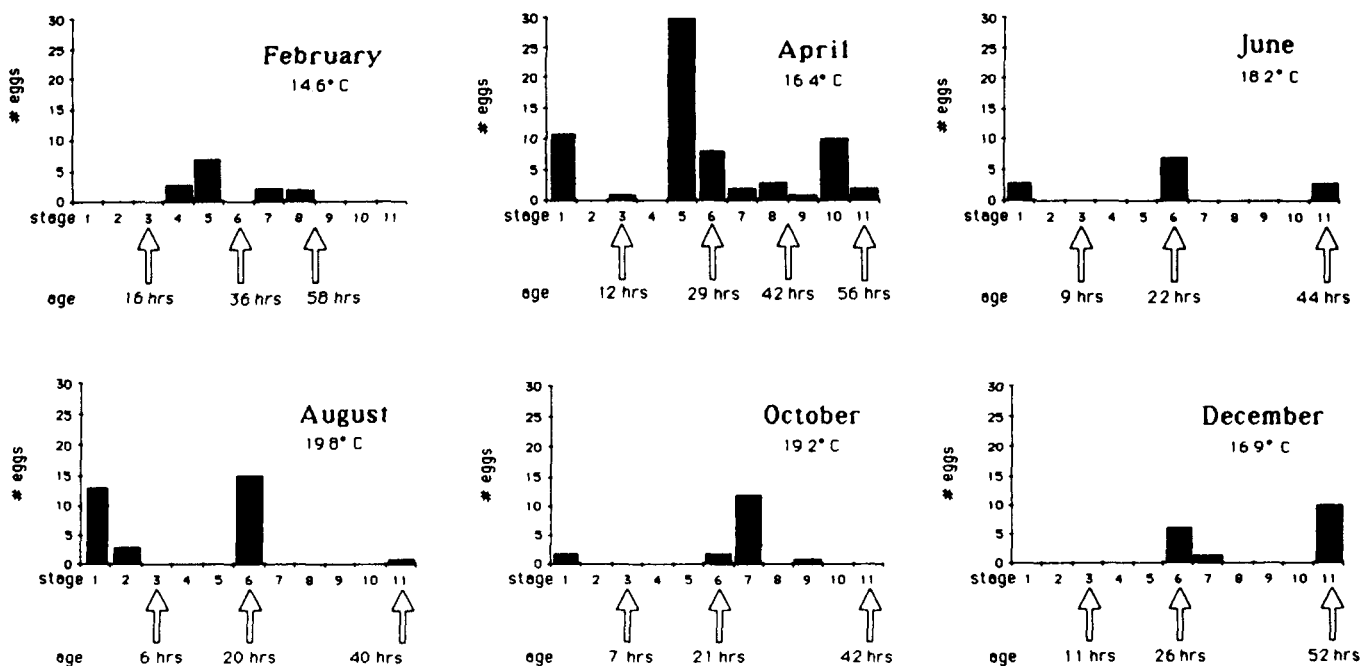 30
25
20
15
10
5
0
# eggs
February
14 6° C
stage 1 2 3 4 5 6 7 8 9 10 11
age 16 hrs 36 hrs 58 hrs
30
25
20
15
10
5
0
# eggs
April
16 4° C
stage 1 2 3 4 5 6 7 8 9 10 11
age 12 hrs 29 hrs 42 hrs 56 hrs
30
25
20
15
10
5
0
# eggs
June
18 2° C
stage 1 2 3 4 5 6 7 8 9 10 11
age 9 hrs 22 hrs 44 hrs
30
25
20
15
10
5
0
# eggs
August
19 8° C
stage 1 2 3 4 5 6 7 8 9 10 11
age 6 hrs 20 hrs 40 hrs
30
25
20
15
10
5
0
# eggs
October
19 2° C
stage 1 2 3 4 5 6 7 8 9 10 11
age 7 hrs 21 hrs 42 hrs
30
25
20
15
10
5
0
# eggs
December
16 9° C
stage 1 2 3 4 5 6 7 8 9 10 11
age 11 hrs 26 hrs 52 hrs